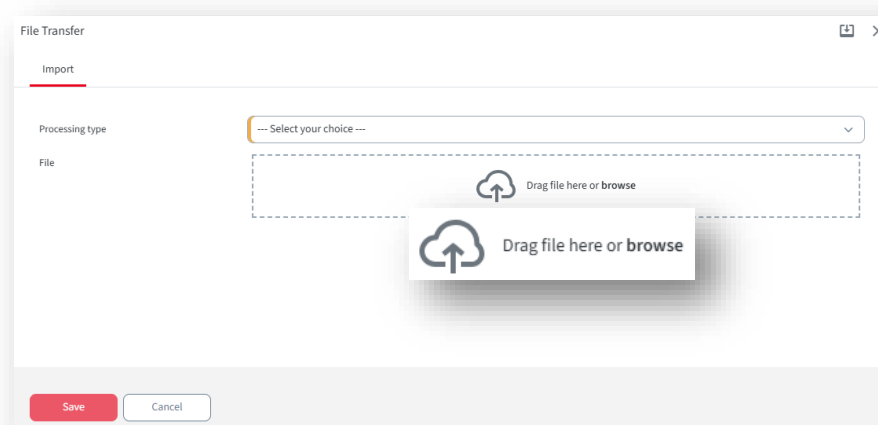 File Transfer
Import
Processing type
--- Select your choice ---
File
Drag file here or browse
Drag file here or browse
Save
Cancel